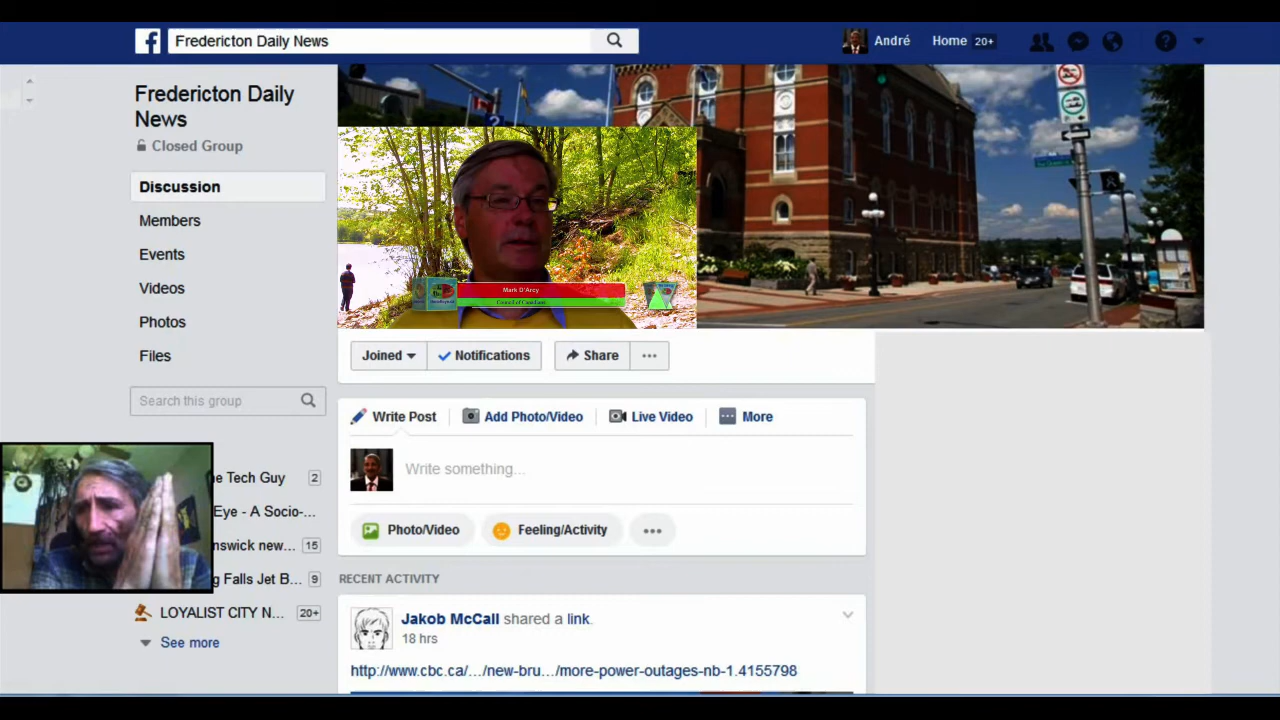 Fredericton Daily News
André
Home 20+
Fredericton Daily
News
Closed Group
Discussion
Members
Events
Videos
Photos
Files
Search this group
Mark D'Arcy
Joined
Notifications
Share
Write Post
Add Photo/Video
Live Video
More
Write something...
Photo/Video
Feeling/Activity
he Tech Guy 2
Eye - A Socio-...
nswick new... 15
g Falls Jet B... 9
LOYALIST CITY N... 20+
See more
RECENT ACTIVITY
Jakob McCall shared a link.
18 hrs
http://www.cbc.ca/.../new-bru.../more-power-outages-nb-1.4155798